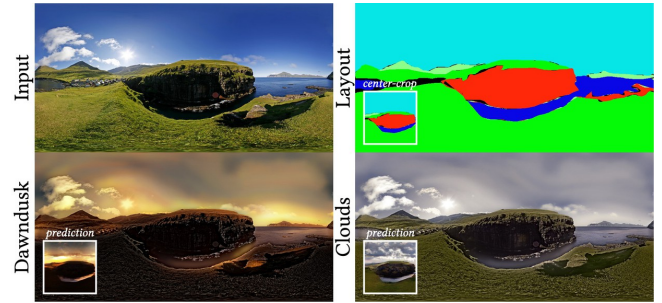 Input
Layout
center-crop
Dawndusk
prediction
Clouds
prediction